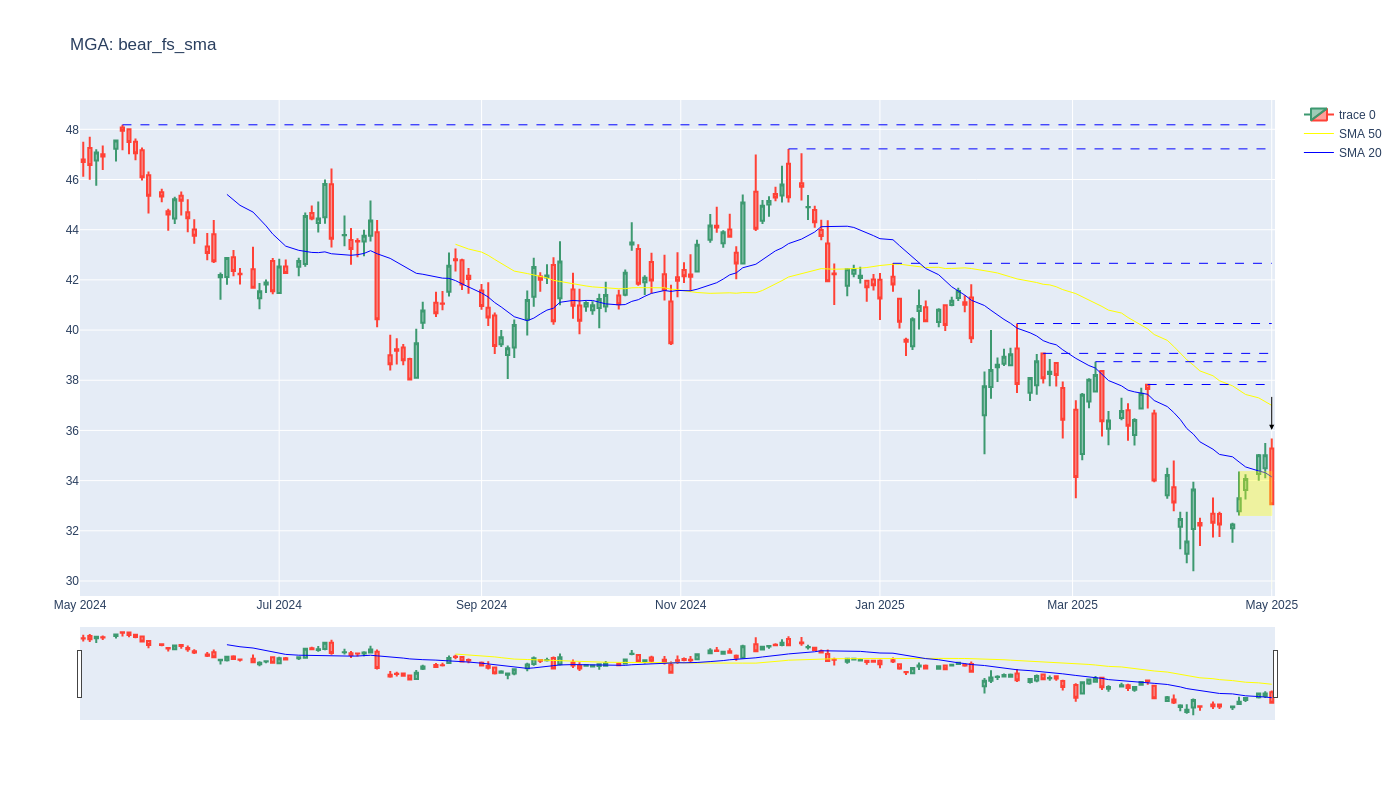 MGA: bear_fs_sma
trace 0
SMA 50
SMA 20
48
46
44
42
40
38
36
34
32
30
May 2024
Jul 2024
Sep 2024
Nov 2024
Jan 2025
Mar 2025
May 2025